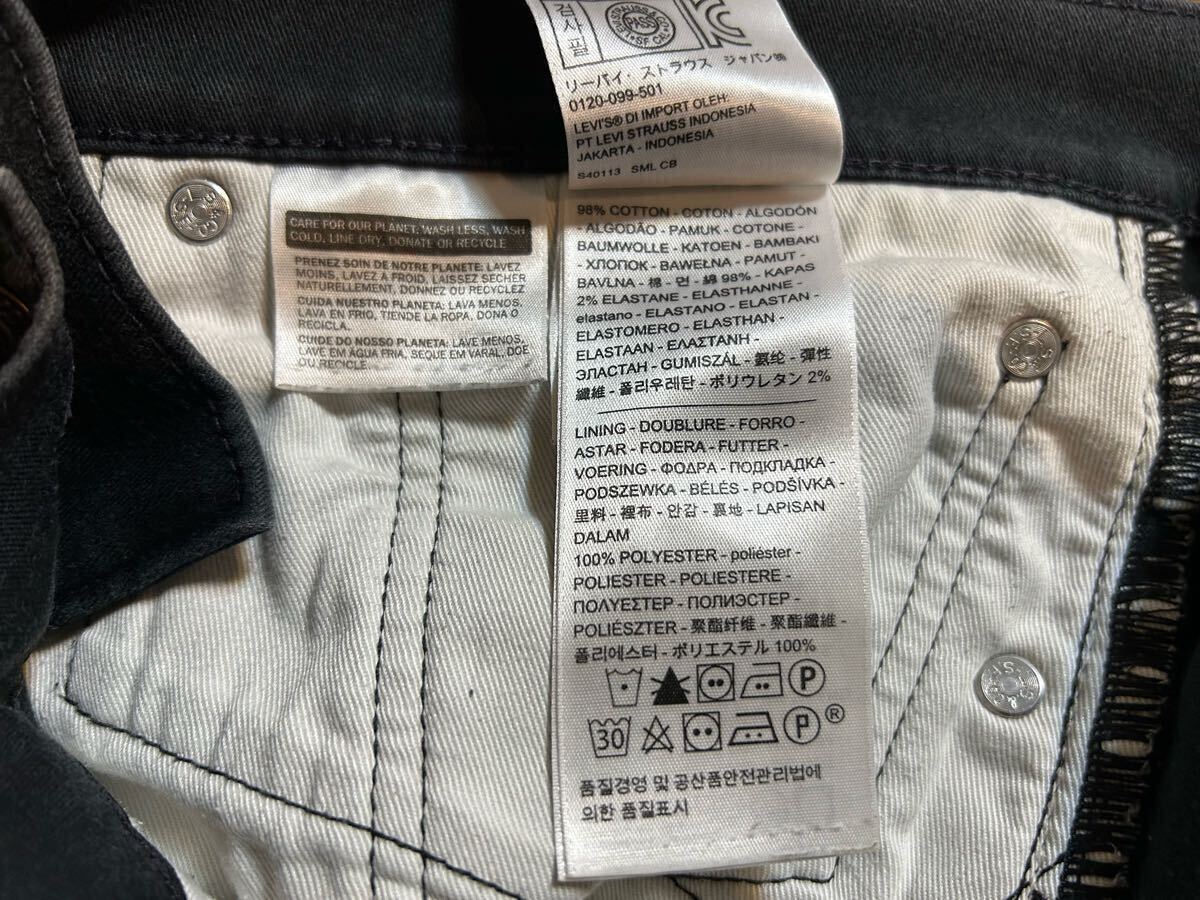 검사필
LEVI STRAUSS & CO
PASS
S.F. CAL
リーバイ・ストラウス ジャパン㈱
0120-099-501
LEVI'S® DI IMPORT OLEH:
PT LEVI STRAUSS INDONESIA
JAKARTA - INDONESIA
S40113 SML CB
CARE FOR OUR PLANET: WASH LESS, WASH
COLD, LINE DRY, DONATE OR RECYCLE
PRENEZ SOIN DE NOTRE PLANETE: LAVEZ
MOINS, LAVEZ À FROID, LAISSEZ SÉCHER
NATURELLEMENT, DONNEZ OU RECYCLEZ
CUIDA NUESTRO PLANETA: LAVA MENOS,
LAVA EN FRIO, TIENDE LA ROPA, DONA O
RECICLA.
CUIDE DO NOSSO PLANETA: LAVE MENOS,
LAVE EM ÁGUA FRIA, SEQUE EM VARAL, DOE
OU RECICLE.
98% COTTON - COTON - ALGODÓN
- ALGODÃO - PAMUK - COTONE -
BAUMWOLLE - KATOEN - BAMBAKI
- ХЛОПОК - BAWEŁNA - PAMUT -
BAVLNA - 棉 - 면 - 綿 98% - KAPAS
2% ELASTANE - ELASTHANNE -
elastano - ELASTANO - ELASTAN -
ELASTOMERO - ELASTHAN -
ELASTAAN - ΕΛΑΣΤΑΝΗ -
ЭЛАСТАН - GUMISZÁL - 氨纶 - 彈性
纖維 - 폴리우레탄 - ポリウレタン 2%
LINING - DOUBLURE - FORRO -
ASTAR - FODERA - FUTTER -
VOERING - ΦΟΔΡΑ - ПОДКЛАДКА -
PODSZEWKA - BÉLÉS - PODŠÍVKA -
里料 - 裡布 - 안감 - 裏地 - LAPISAN
DALAM
100% POLYESTER - poliéster -
POLIESTER - POLIESTERE -
ΠΟΛΥΕΣΤΕΡ - ПОЛИЭСТЕР -
POLIÉSZTER - 聚酯纤维 - 聚酯纖維 -
폴리에스터 - ポリエステル 100%
P
30 P ®
품질경영 및 공산품안전관리법에
의한 품질표시